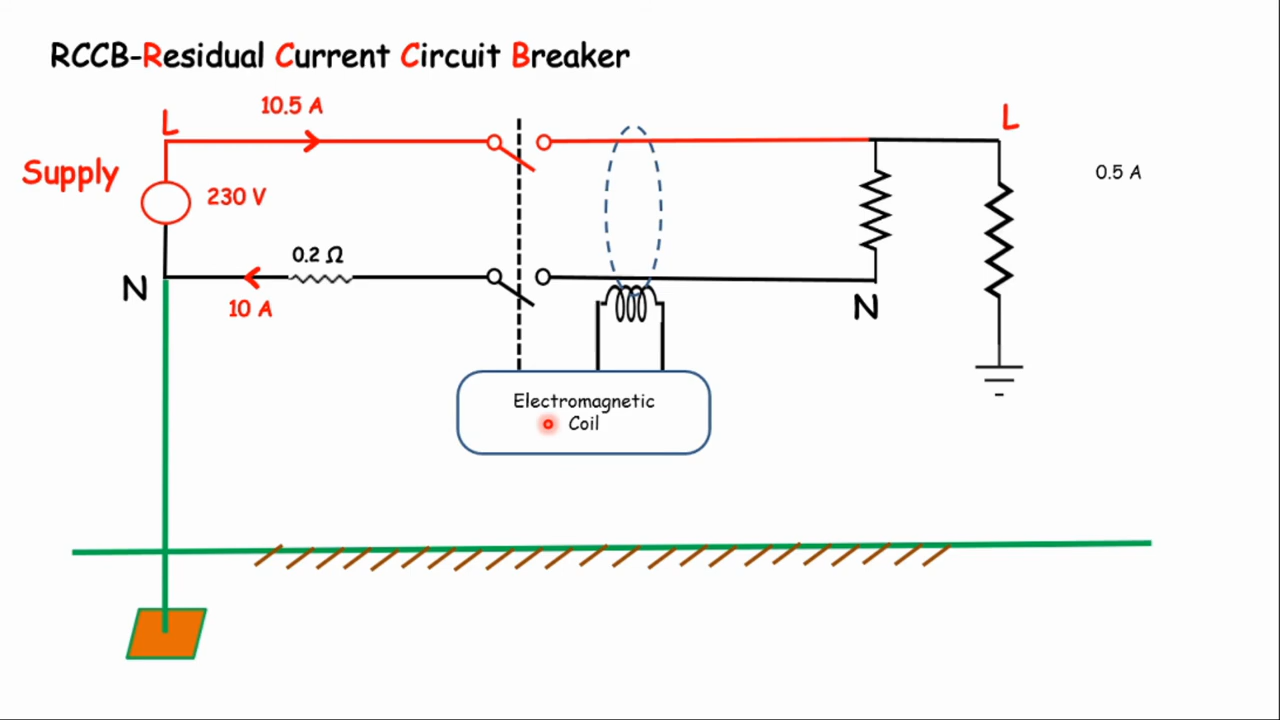 RCCB-Residual Current Circuit Breaker
10.5 A
L
L
Supply
230 V
0.5 A
0.2 Ω
N
10 A
N
Electromagnetic
Coil